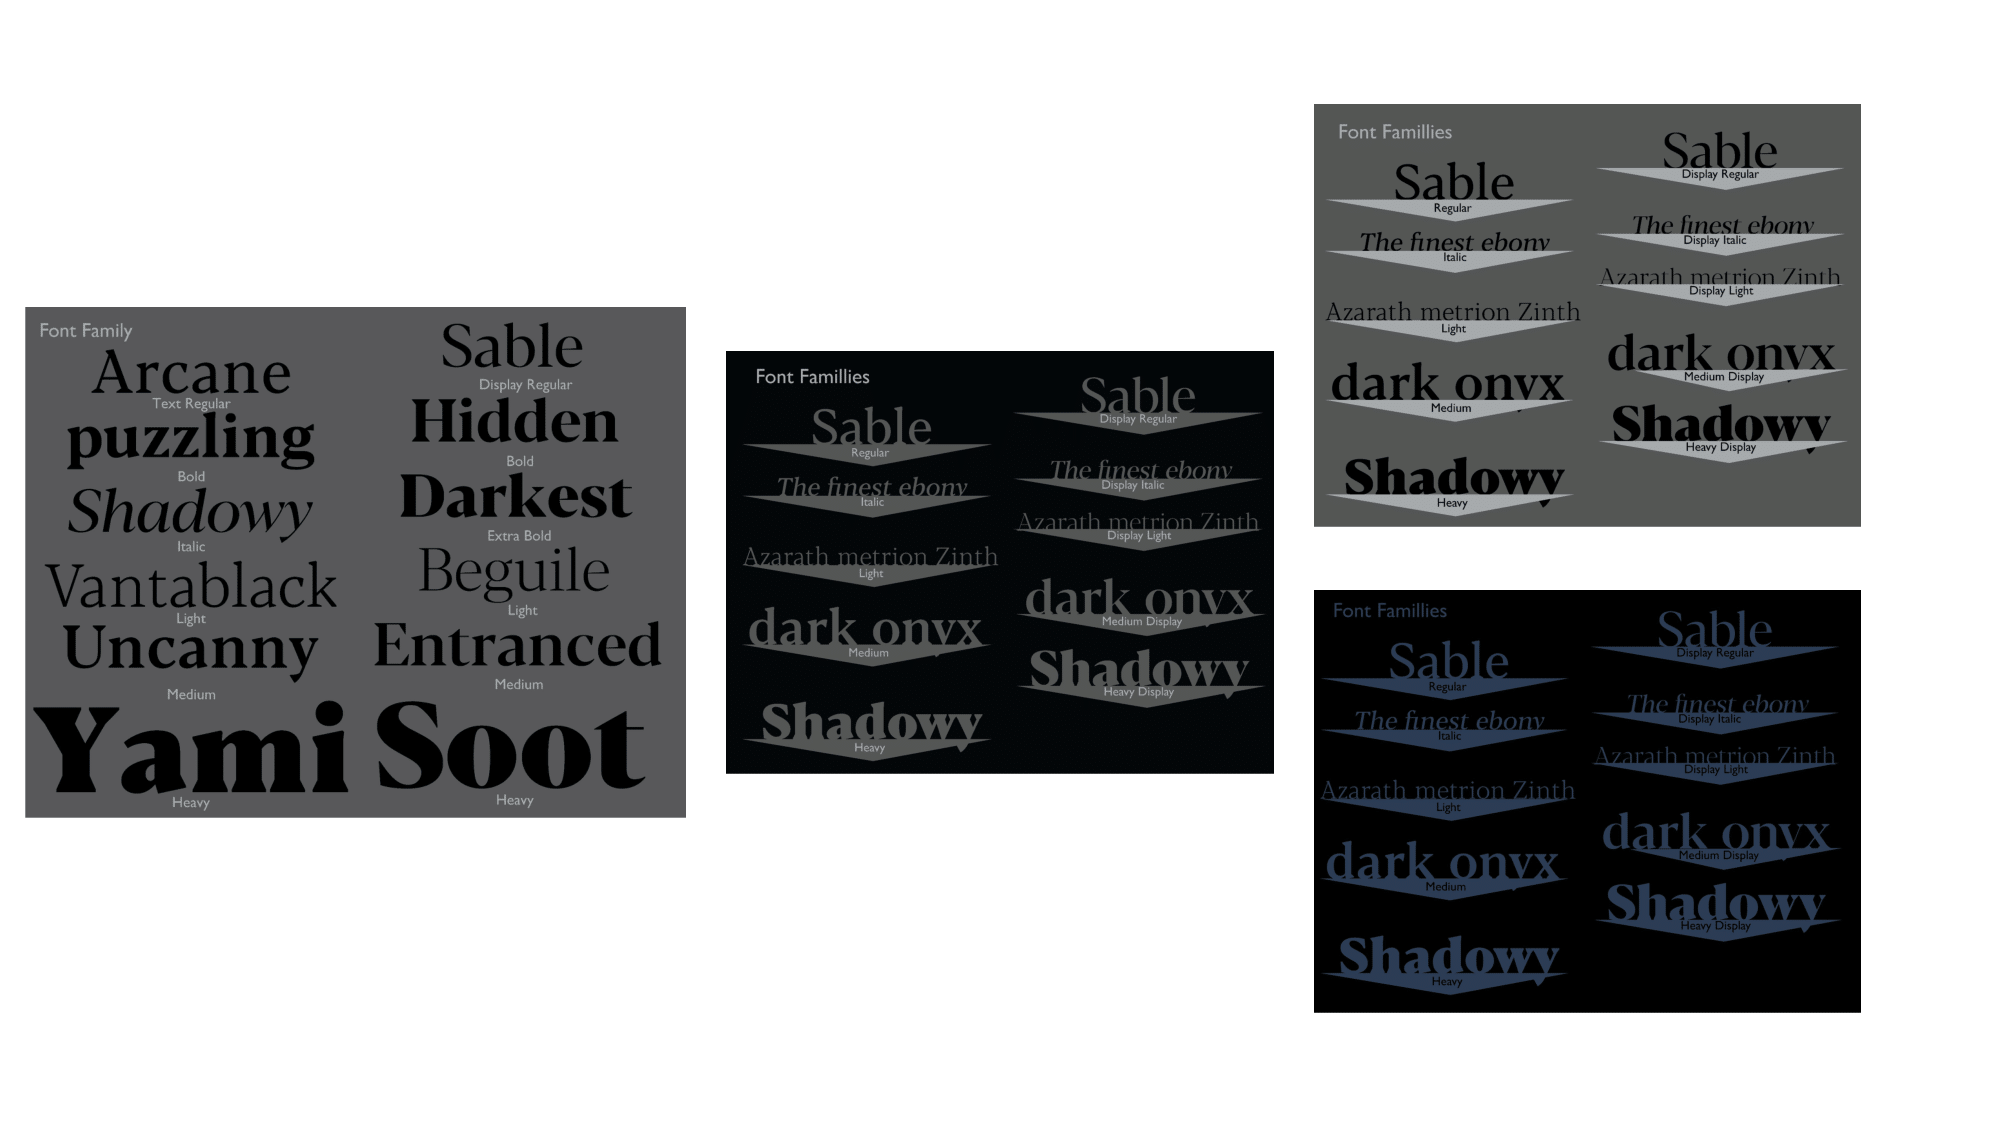 Font Family
Arcane
Text Regular
puzzling
Bold
Shadowy
Italic
Vantablack
Light
Uncanny
Medium
Yami
Heavy
Sable
Display Regular
Hidden
Bold
Darkest
Extra Bold
Beguile
Light
Entranced
Medium
Soot
Heavy
Font Famillies
Sable
Regular
The finest ebony
Italic
Azarath metrion Zinth
Light
dark onyx
Medium
Shadowy
Heavy
Sable
Display Regular
The finest ebony
Display Italic
Azarath metrion Zinth
Display Light
dark onyx
Medium Display
Shadowy
Heavy Display
Font Famillies
Sable
Regular
The finest ebony
Italic
Azarath metrion Zinth
Light
dark onyx
Medium
Shadowy
Heavy
Sable
Display Regular
The finest ebony
Display Italic
Azarath metrion Zinth
Display Light
dark onyx
Medium Display
Shadowy
Heavy Display
Font Famillies
Sable
Regular
The finest ebony
Italic
Azarath metrion Zinth
Light
dark onyx
Medium
Shadowy
Heavy
Sable
Display Regular
The finest ebony
Display Italic
Azarath metrion Zinth
Display Light
dark onyx
Medium Display
Shadowy
Heavy Display